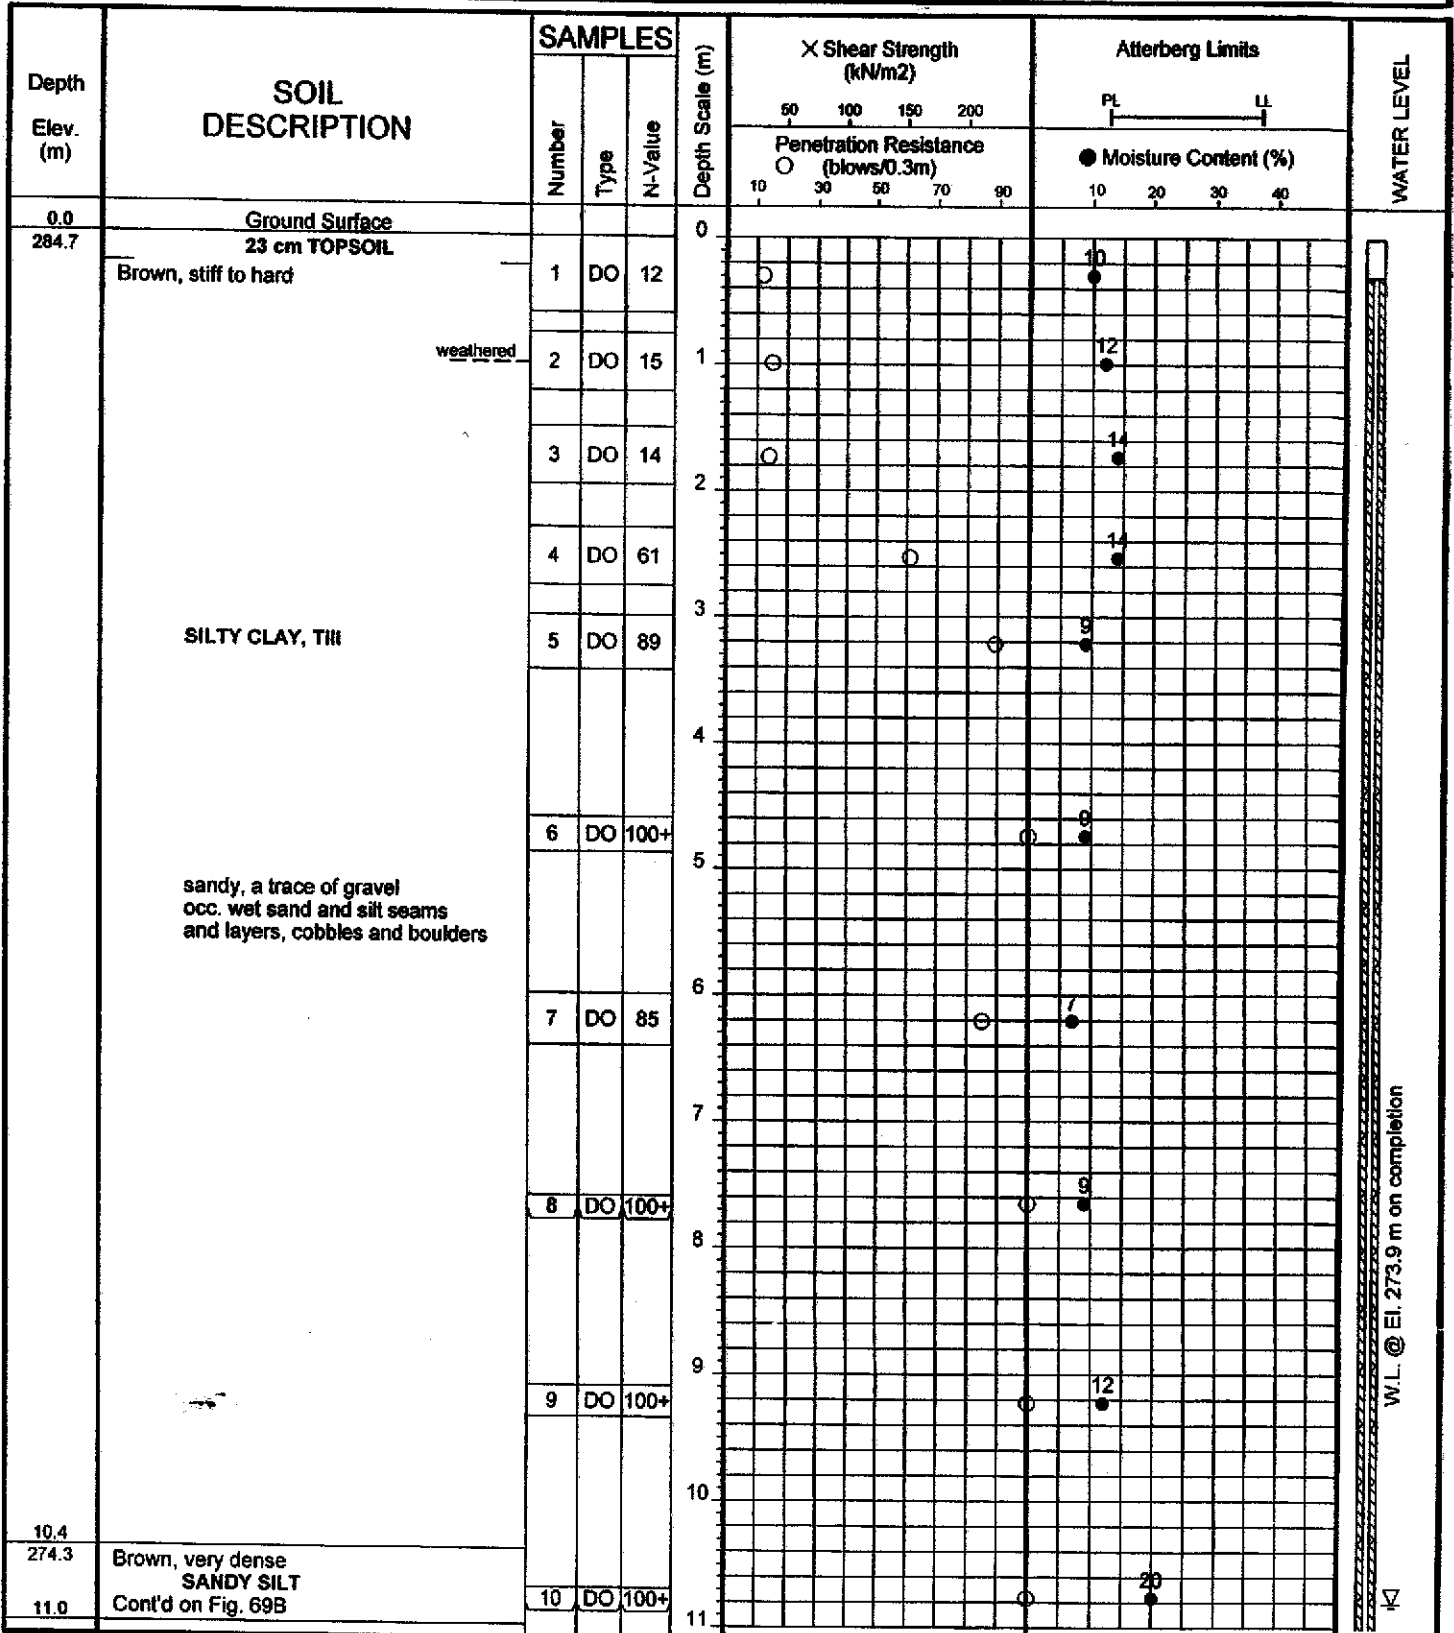 Depth
Elev.
(m)
SOIL
DESCRIPTION
SAMPLES
Number
Type
N-Value
Depth Scale (m)
X Shear Strength
(kN/m2)
50 100 150 200
Penetration Resistance
O (blows/0.3m)
10 30 50 70 90
Atterberg Limits
PL LL
● Moisture Content (%)
10 20 30 40
WATER LEVEL
0.0 Ground Surface
284.7 23 cm TOPSOIL
0
Brown, stiff to hard
1 DO 12
10
weathered
2 DO 15
1
12
3 DO 14
14
2
4 DO 61
14
3
SILTY CLAY, Till
5 DO 89
9
4
6 DO 100+
9
5
sandy, a trace of gravel
occ. wet sand and silt seams
and layers, cobbles and boulders
6
7 DO 85
7
7
8 DO 100+
9
8
9
9 DO 100+
12
10
10.4
274.3 Brown, very dense
SANDY SILT
11.0 Cont'd on Fig. 69B
10 DO 100+
20
11
W.L. @ El. 273.9 m on completion